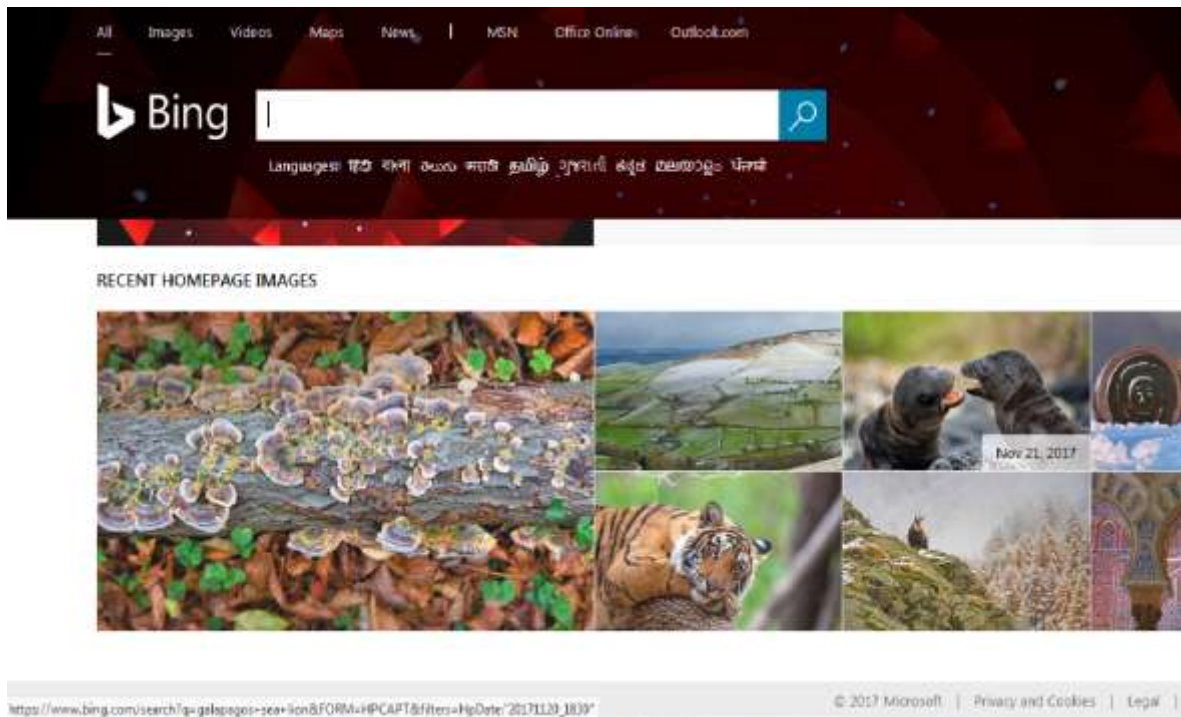 All Images Videos Maps News | MSN Office Online Outlook.com
Bing
Languages: हिंदी বাংলা తెలుగు मराठी தமிழ் ગુજરાતી ಕನ್ನಡ മലയാളം ਪੰਜਾਬੀ
RECENT HOMEPAGE IMAGES
Nov 21, 2017
© 2017 Microsoft | Privacy and Cookies | Legal |
https://www.bing.com/search?q=galapagos+sea+lion&FORM=HPCAPT&filters=HpDate:"20171120_1830"